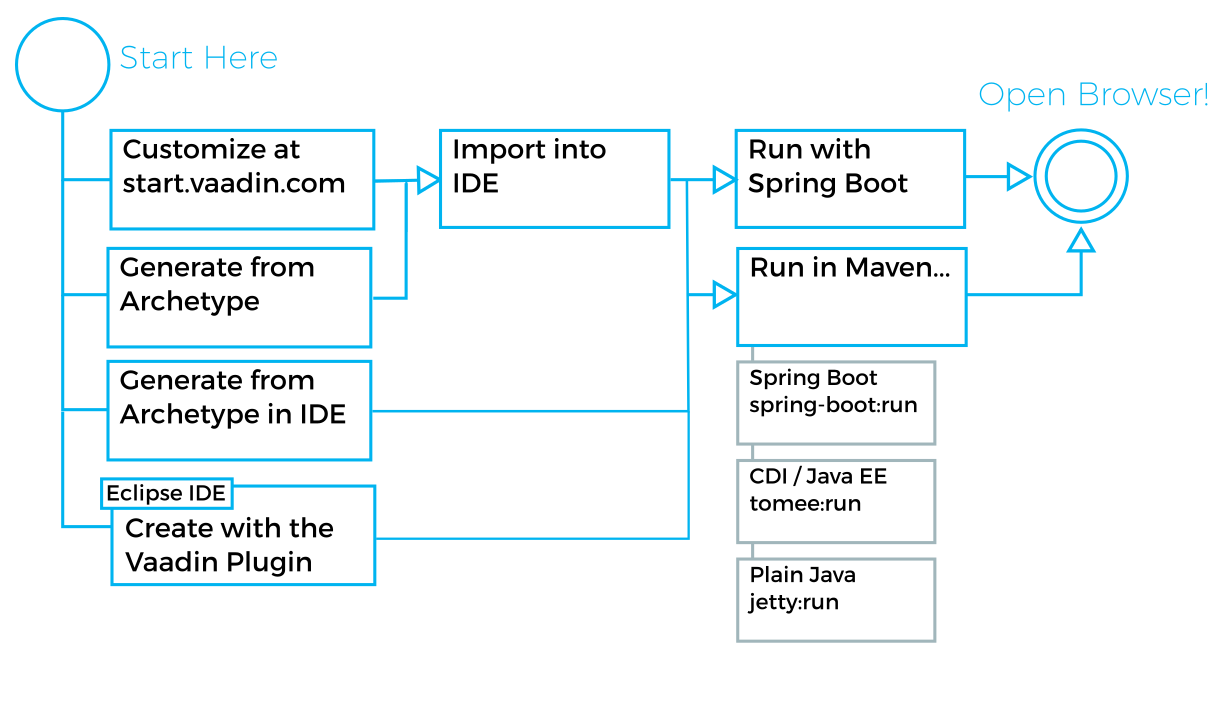 Start Here
Open Browser!
Customize at
start.vaadin.com
Import into
IDE
Run with
Spring Boot
Generate from
Archetype
Run in Maven...
Generate from
Archetype in IDE
Spring Boot
spring-boot:run
Eclipse IDE
Create with the
Vaadin Plugin
CDI / Java EE
tomee:run
Plain Java
jetty:run